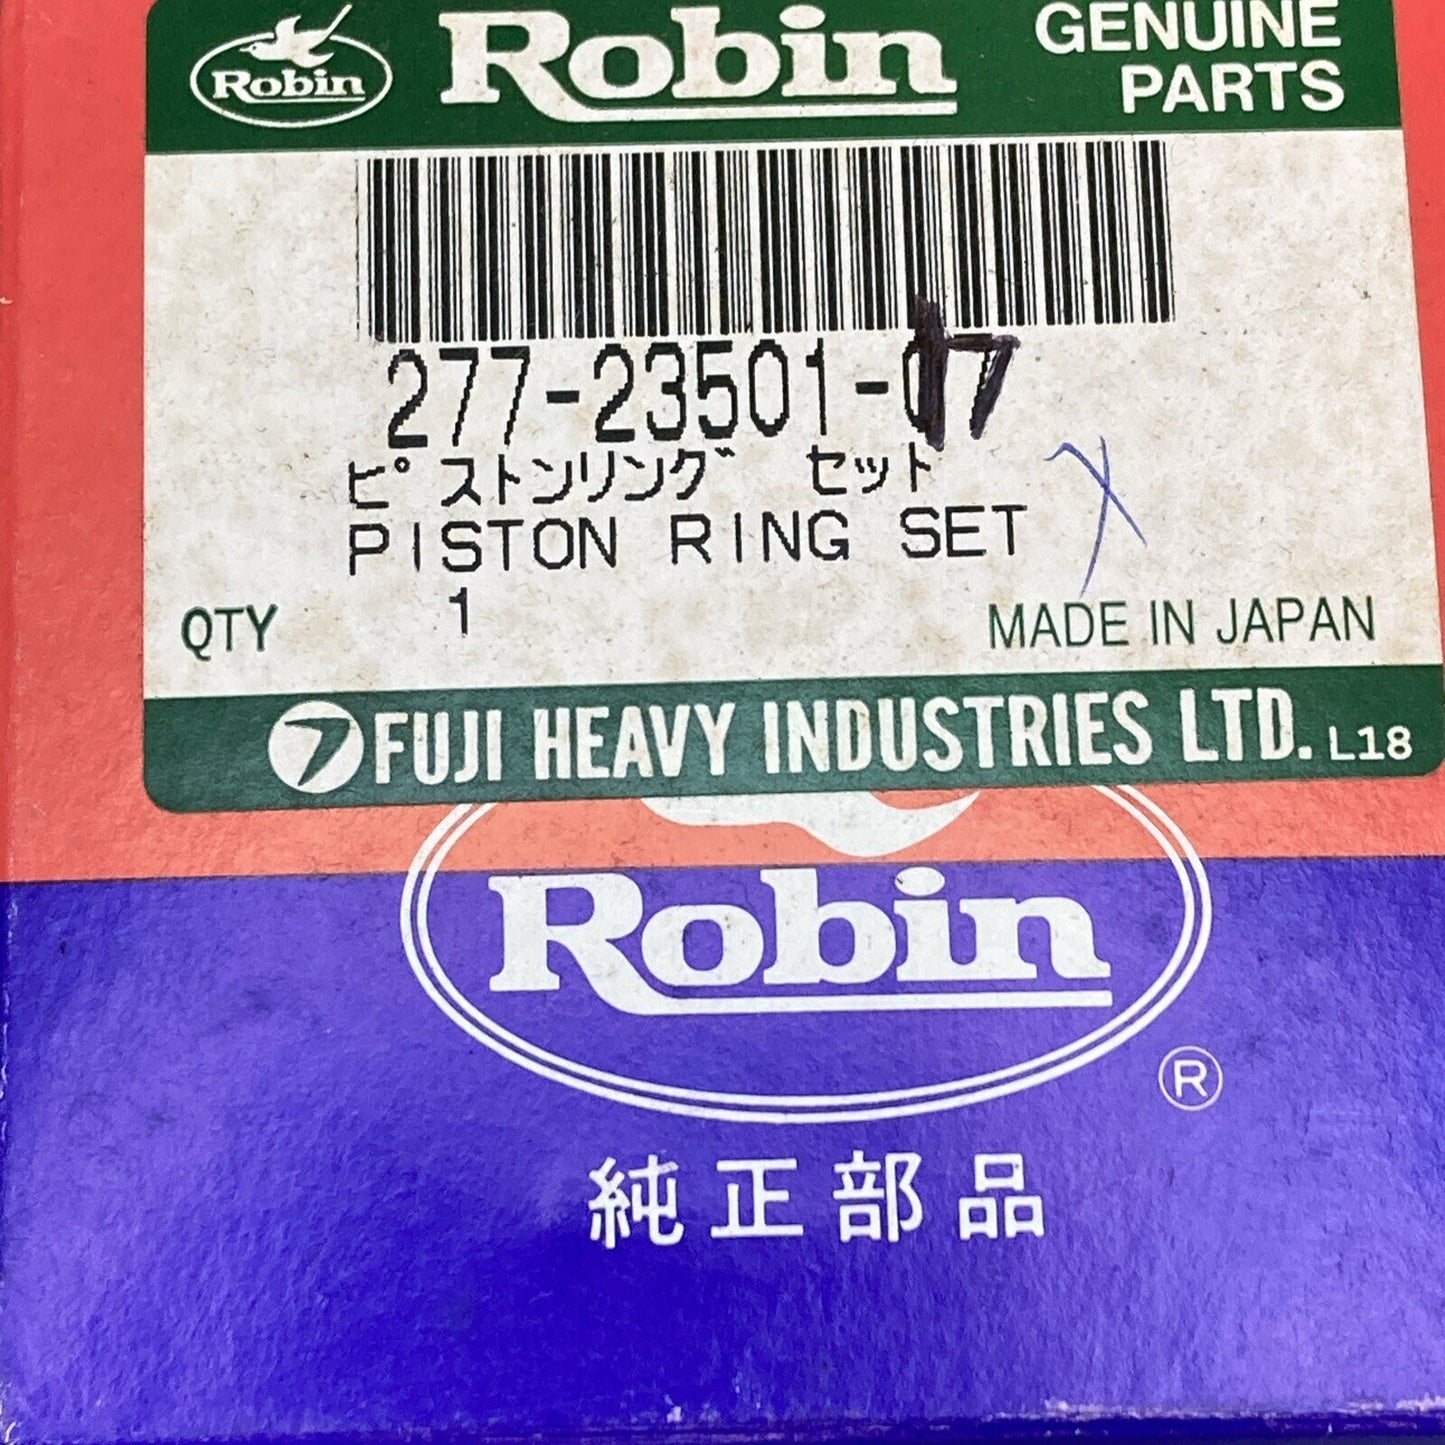 Robin
Robin
GENUINE
PARTS
277-23501-17
ピストンリング セット
PISTON RING SET
X
QTY 1 MADE IN JAPAN
FUJI HEAVY INDUSTRIES LTD. L18
Robin
®
純正部品